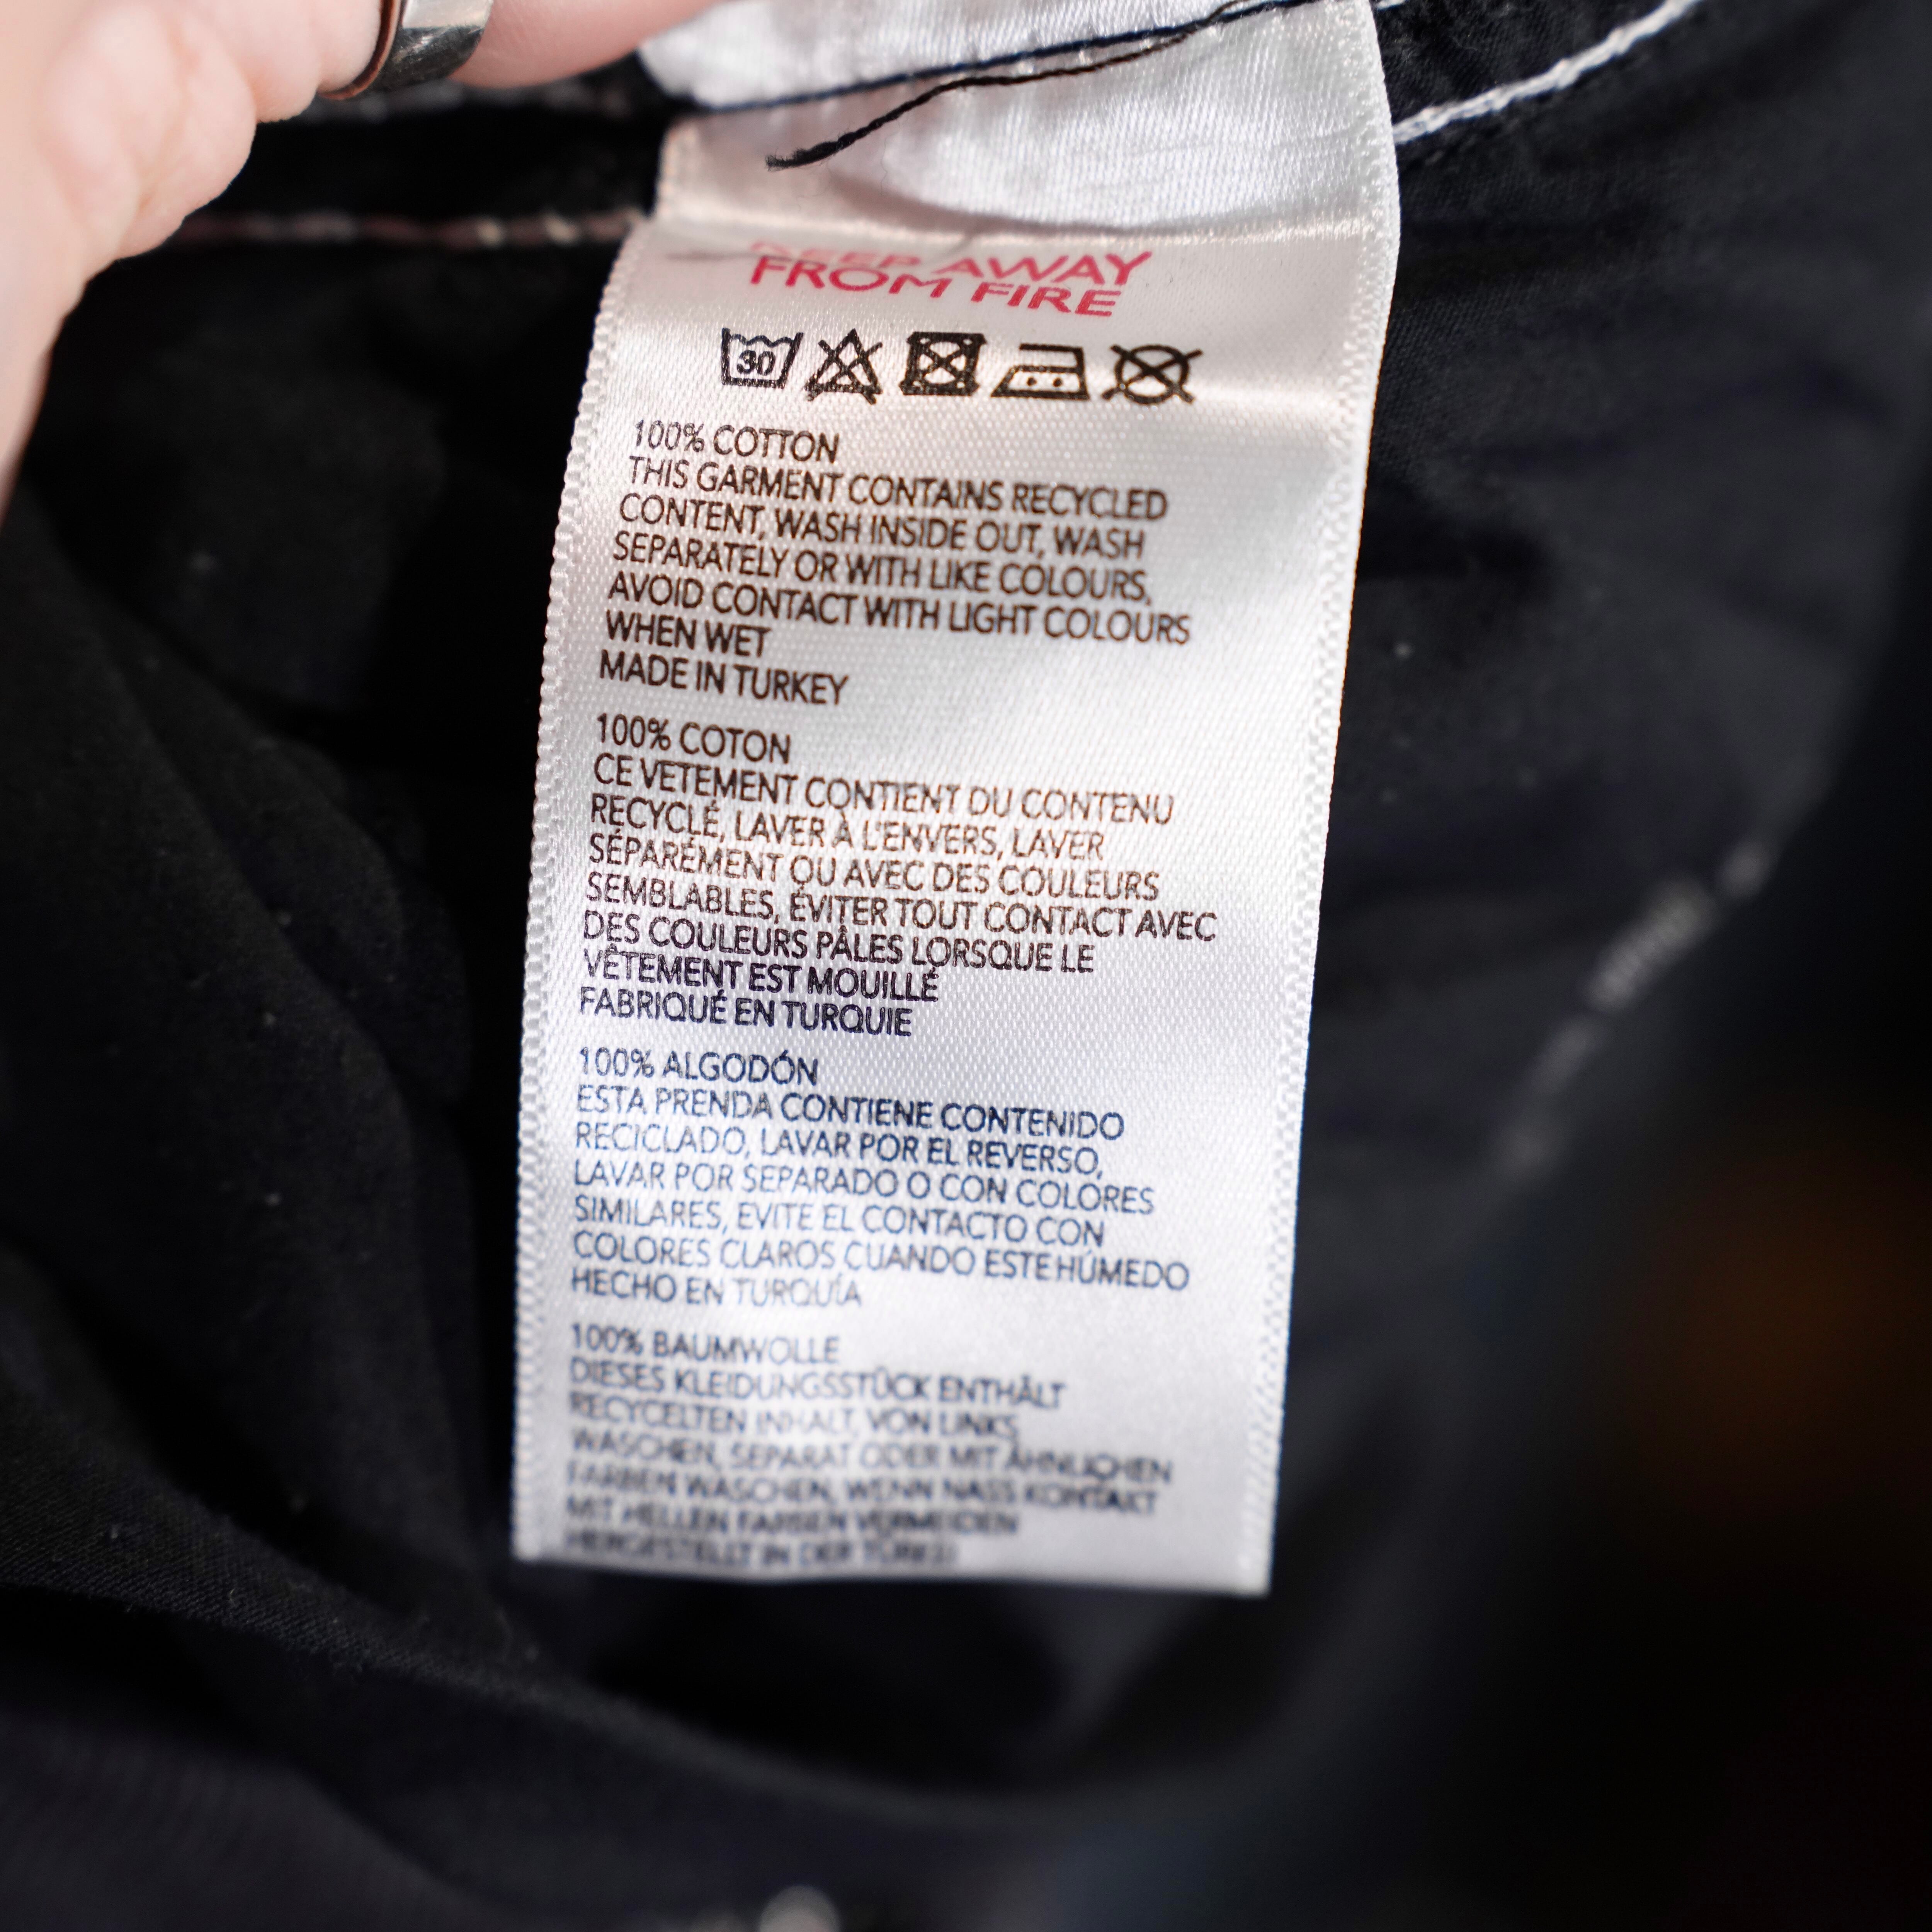 KEEP AWAY
FROM FIRE
30
100% COTTON
THIS GARMENT CONTAINS RECYCLED
CONTENT, WASH INSIDE OUT, WASH
SEPARATELY OR WITH LIKE COLOURS,
AVOID CONTACT WITH LIGHT COLOURS
WHEN WET
MADE IN TURKEY
100% COTON
CE VETEMENT CONTIENT DU CONTENU
RECYCLÉ, LAVER À L'ENVERS, LAVER
SÉPARÉMENT OU AVEC DES COULEURS
SEMBLABLES, ÉVITER TOUT CONTACT AVEC
DES COULEURS PÂLES LORSQUE LE
VÊTEMENT EST MOUILLÉ
FABRIQUÉ EN TURQUIE
100% ALGODÓN
ESTA PRENDA CONTIENE CONTENIDO
RECICLADO, LAVAR POR EL REVERSO,
LAVAR POR SEPARADO O CON COLORES
SIMILARES, EVITE EL CONTACTO CON
COLORES CLAROS CUANDO ESTE HÚMEDO
HECHO EN TURQUÍA
100% BAUMWOLLE
DIESES KLEIDUNGSSTÜCK ENTHÄLT
RECYCELTEN INHALT, VON LINKS
WASCHEN, SEPARAT ODER MIT ÄHNLICHEN
FARBEN WASCHEN, WENN NASS KONTAKT
MIT HELLEN FARBEN VERMEIDEN
HERGESTELLT IN DER TÜRKEI